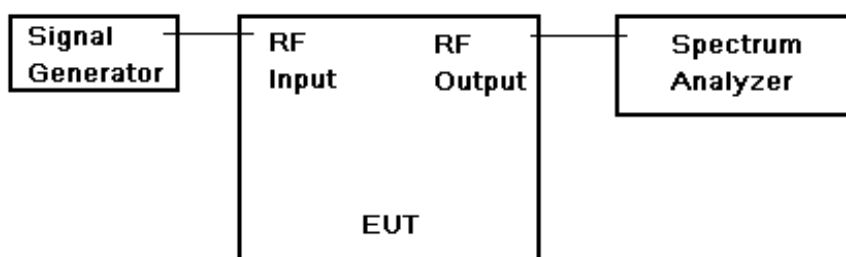 Signal
Generator
RF
Input
RF
Output
EUT
Spectrum
Analyzer